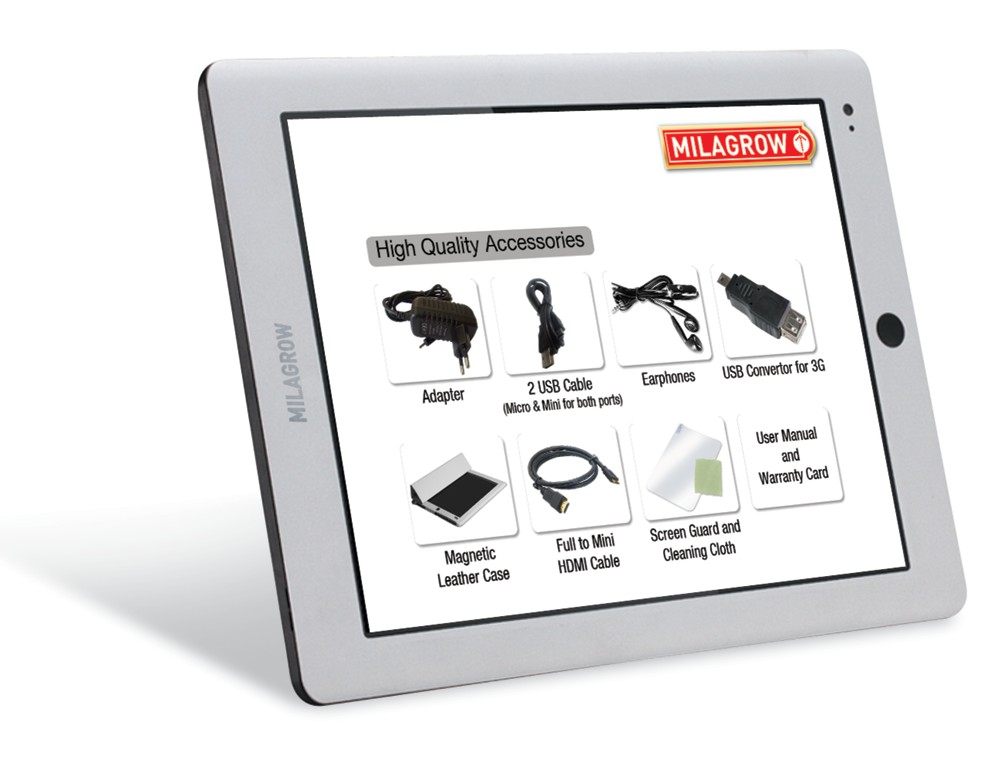 MILAGROW
High Quality Accessories
Adapter
2 USB Cable
(Micro & Mini for both ports)
Earphones
USB Convertor for 3G
Magnetic
Leather Case
Full to Mini
HDMI Cable
Screen Guard and
Cleaning Cloth
User Manual
and
Warranty Card
MILAGROW